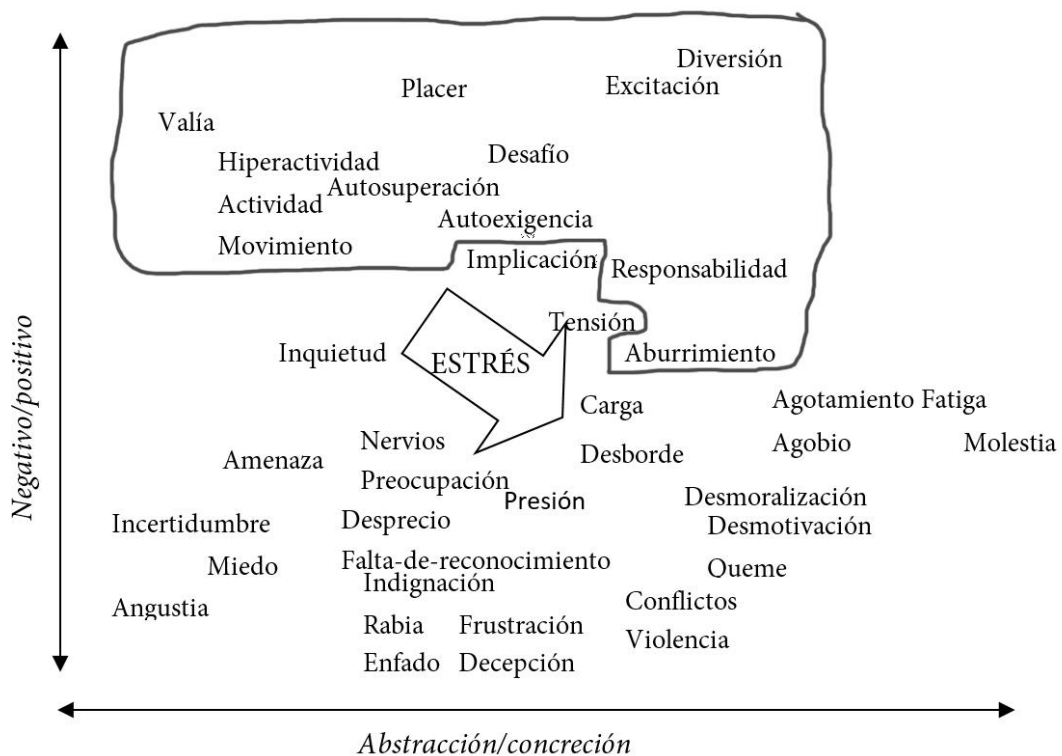 Diversión
Placer
Excitación
Valía
Hiperactividad
Desafío
Autosuperación
Actividad
Autoexigencia
Movimiento
Implicación
Responsabilidad
Tensión
Inquietud
ESTRÉS
Aburrimiento
Carga
Agotamiento Fatiga
Nervios
Agobio
Molestia
Amenaza
Desborde
Preocupación
Presión
Desmoralización
Incertidumbre
Desprecio
Desmotivación
Miedo
Falta-de-reconocimiento
Queme
Indignación
Angustia
Conflictos
Rabia
Frustración
Violencia
Enfado
Decepción
Negativo/positivo
Abstracción/concreción